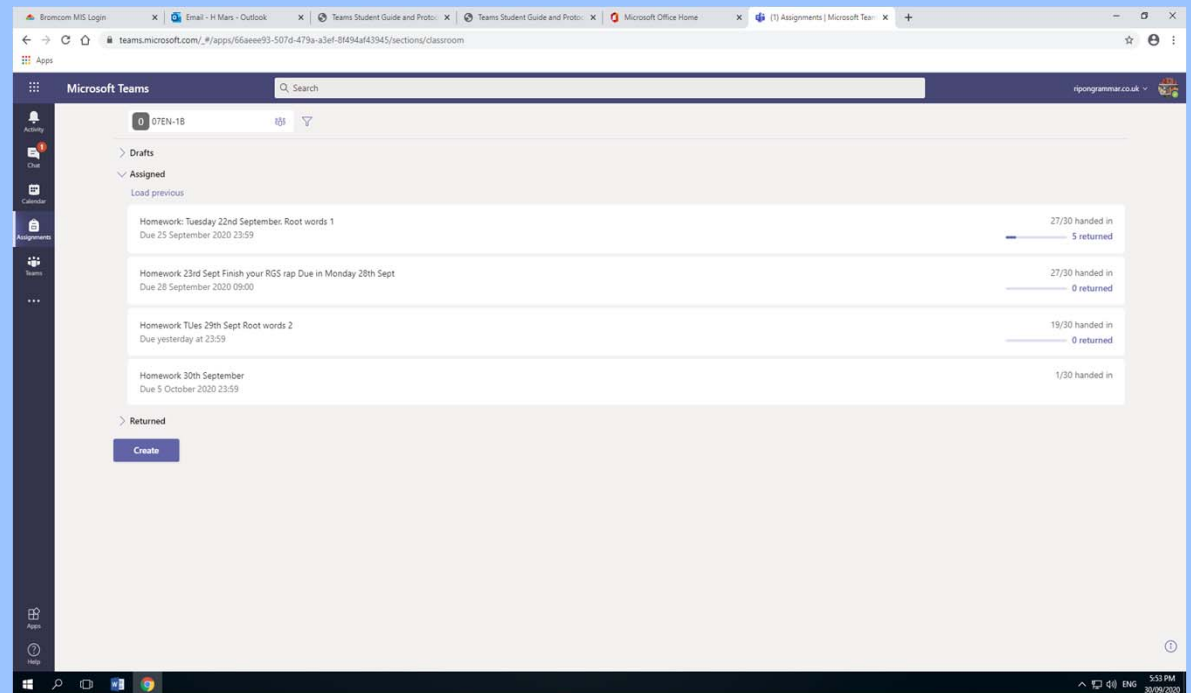 Bromcom MIS Login
Email - H Mars - Outlook
Teams Student Guide and Protoc
Teams Student Guide and Protoc
Microsoft Office Home
(1) Assignments | Microsoft Team
teams.microsoft.com/_#/apps/66aeee93-507d-479a-a3ef-8f494af43945/sections/classroom
Apps
Microsoft Teams
Search
ripongrammar.co.uk
Activity
Chat
1
Calendar
Assignments
Teams
0 07EN-1B
Drafts
Assigned
Load previous
Homework: Tuesday 22nd September. Root words 1
27/30 handed in
Due 25 September 2020 23:59
5 returned
Homework 23rd Sept Finish your RGS rap Due in Monday 28th Sept
27/30 handed in
Due 28 September 2020 09:00
0 returned
Homework TUes 29th Sept Root words 2
19/30 handed in
Due yesterday at 23:59
0 returned
Homework 30th September
1/30 handed in
Due 5 October 2020 23:59
Returned
Create
Apps
Help
ENG
5:53 PM
30/09/2020